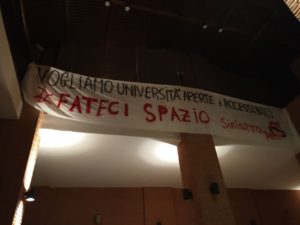 VOGLIAMO UNIVERSITÀ APERTE e ACCESSIBILI
FATECI SPAZIO